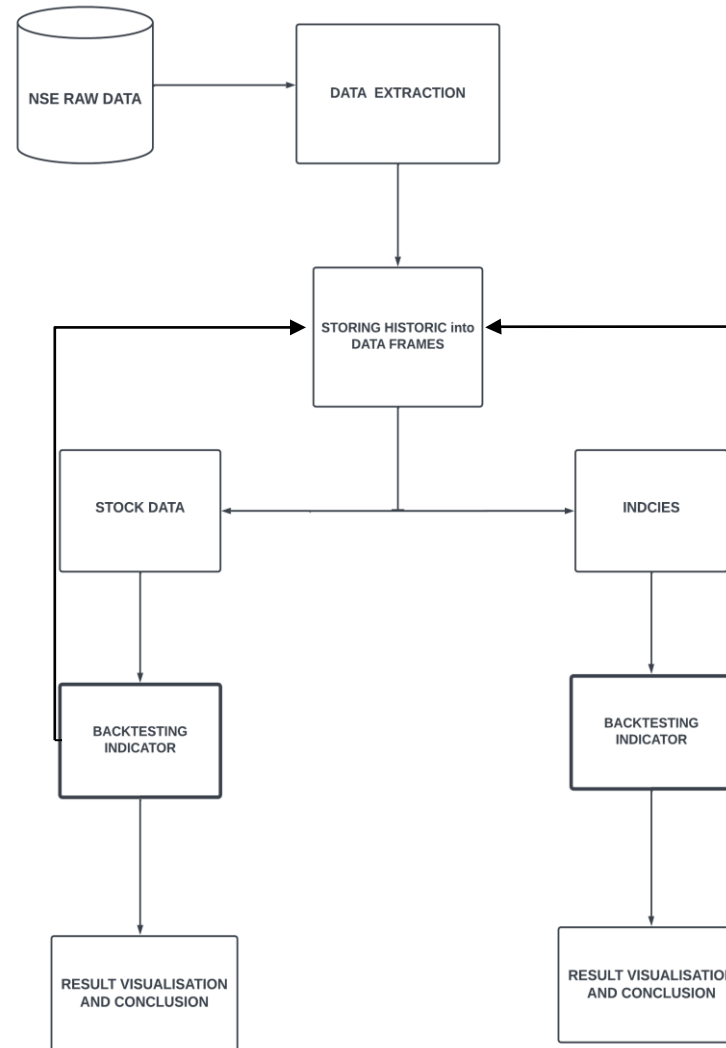 NSE RAW DATA
DATA EXTRACTION
STORING HISTORIC into
DATA FRAMES
STOCK DATA
INDCIES
BACKTESTING
INDICATOR
BACKTESTING
INDICATOR
RESULT VISUALISATION
AND CONCLUSION
RESULT VISUALISATION
AND CONCLUSION